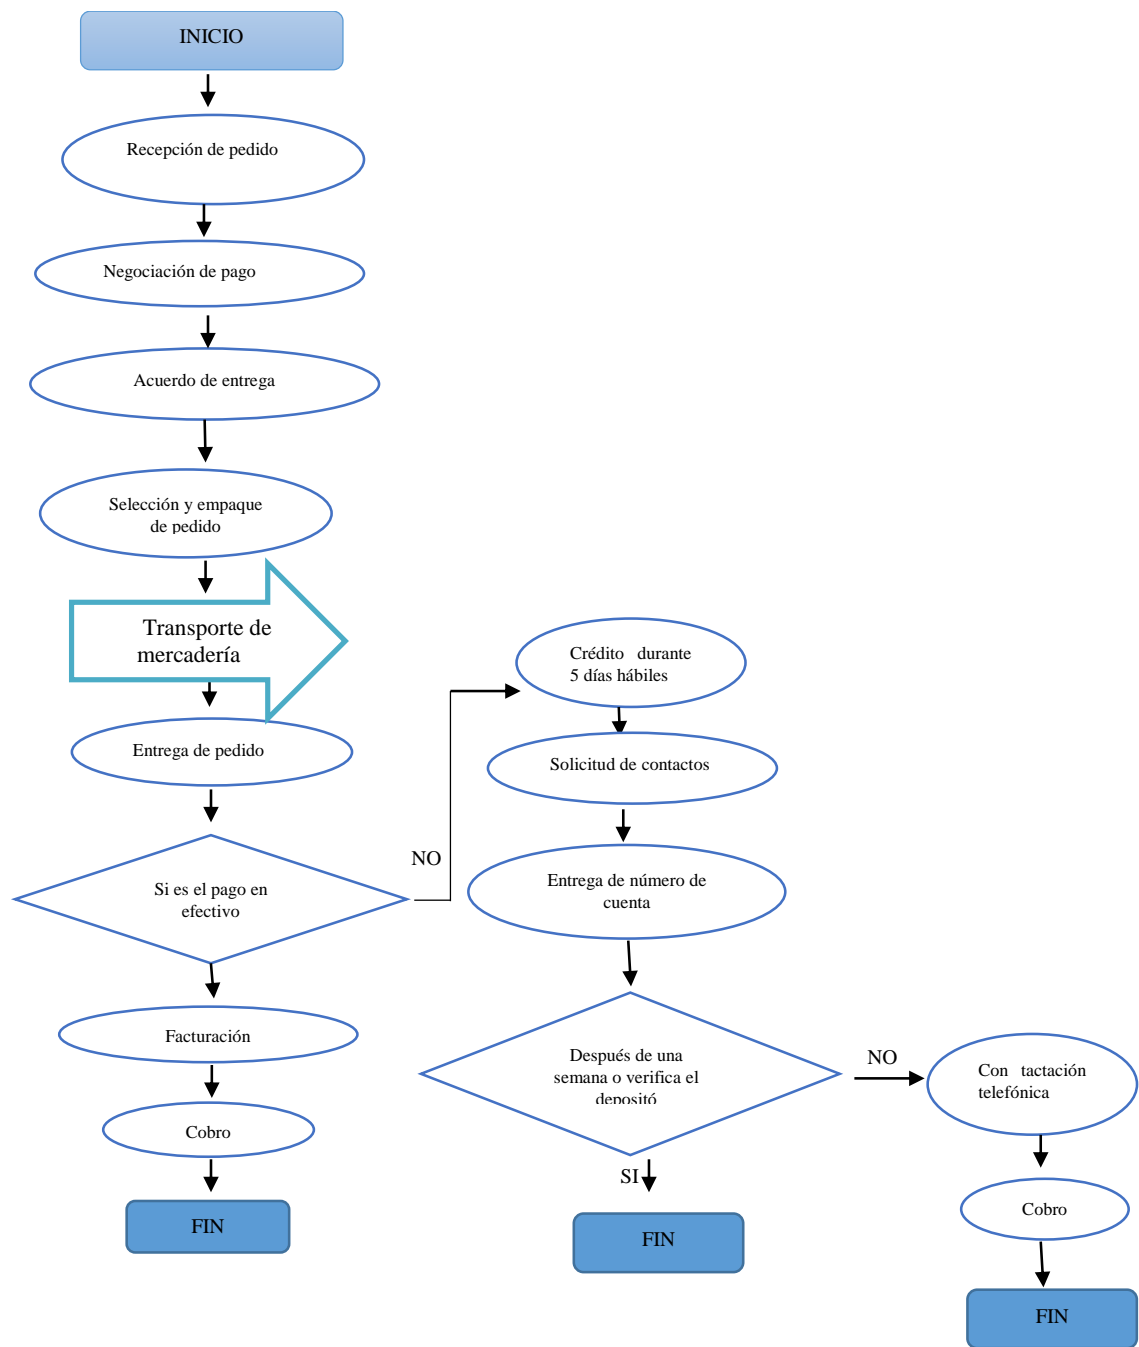 INICIO
Recepción de pedido
Negociación de pago
Acuerdo de entrega
Selección y empaque
de pedido
Transporte de
mercadería
Entrega de pedido
Si es el pago en
efectivo
NO
Facturación
Cobro
FIN
Crédito durante
5 días hábiles
Solicitud de contactos
Entrega de número de
cuenta
Después de una
semana o verifica el
depositó
SI
FIN
NO
Con tactación
telefónica
Cobro
FIN